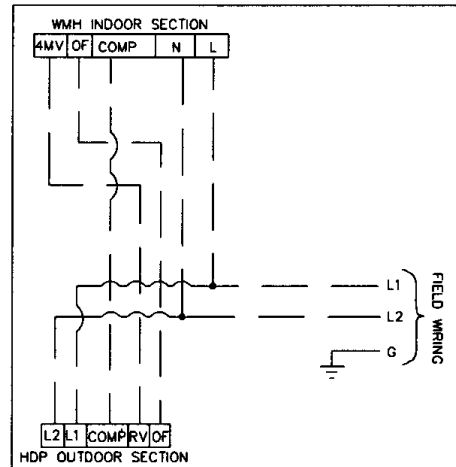 WMH INDOOR SECTION
4MV OF COMP N L
L1
L2
G
FIELD WIRING
L2 L1 COMP RV OF
HDP OUTDOOR SECTION